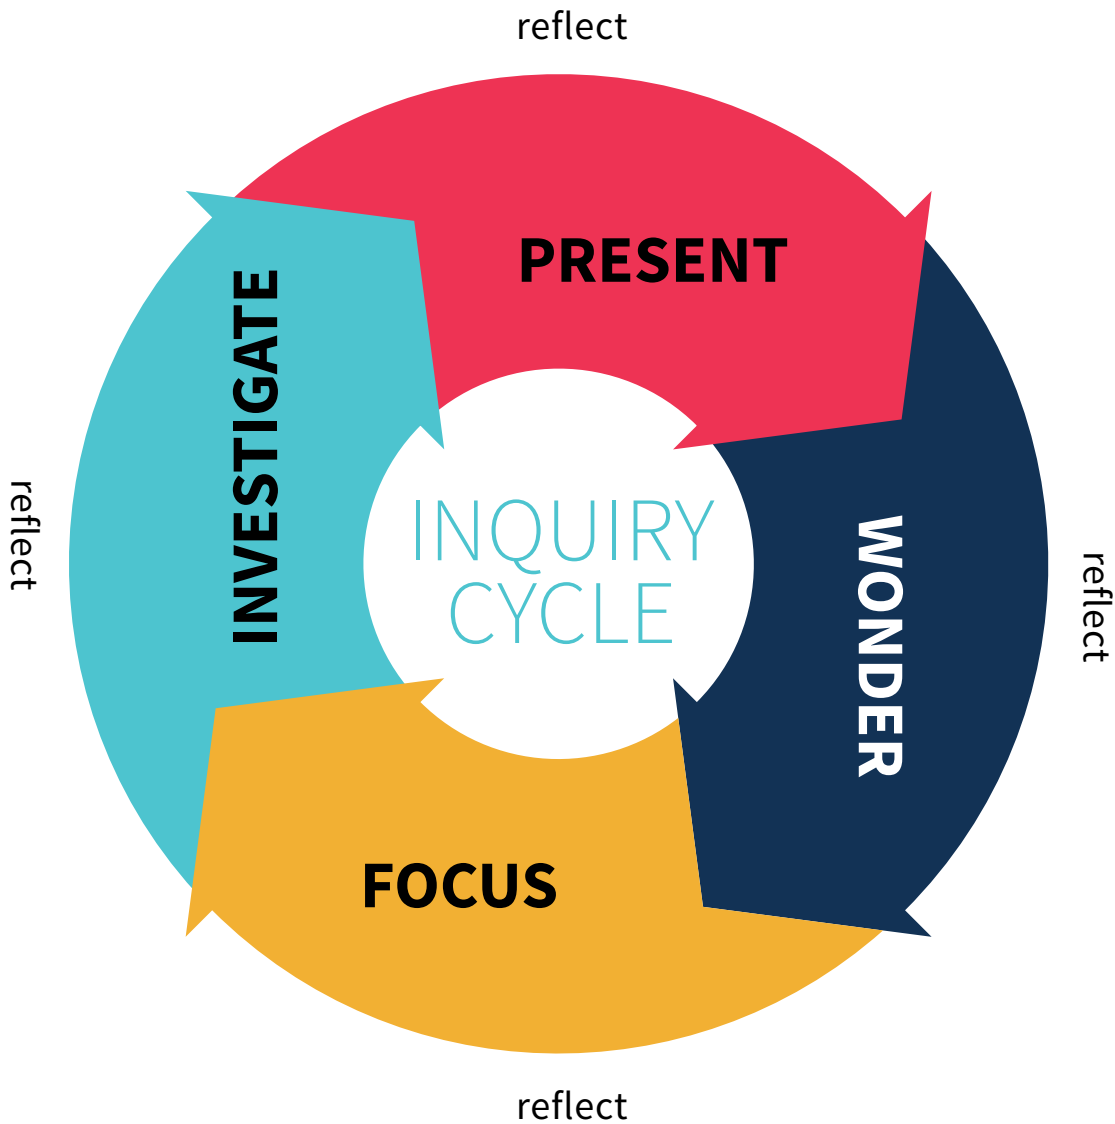 reflect
PRESENT
INVESTIGATE
reflect
INQUIRY
CYCLE
WONDER
reflect
FOCUS
reflect